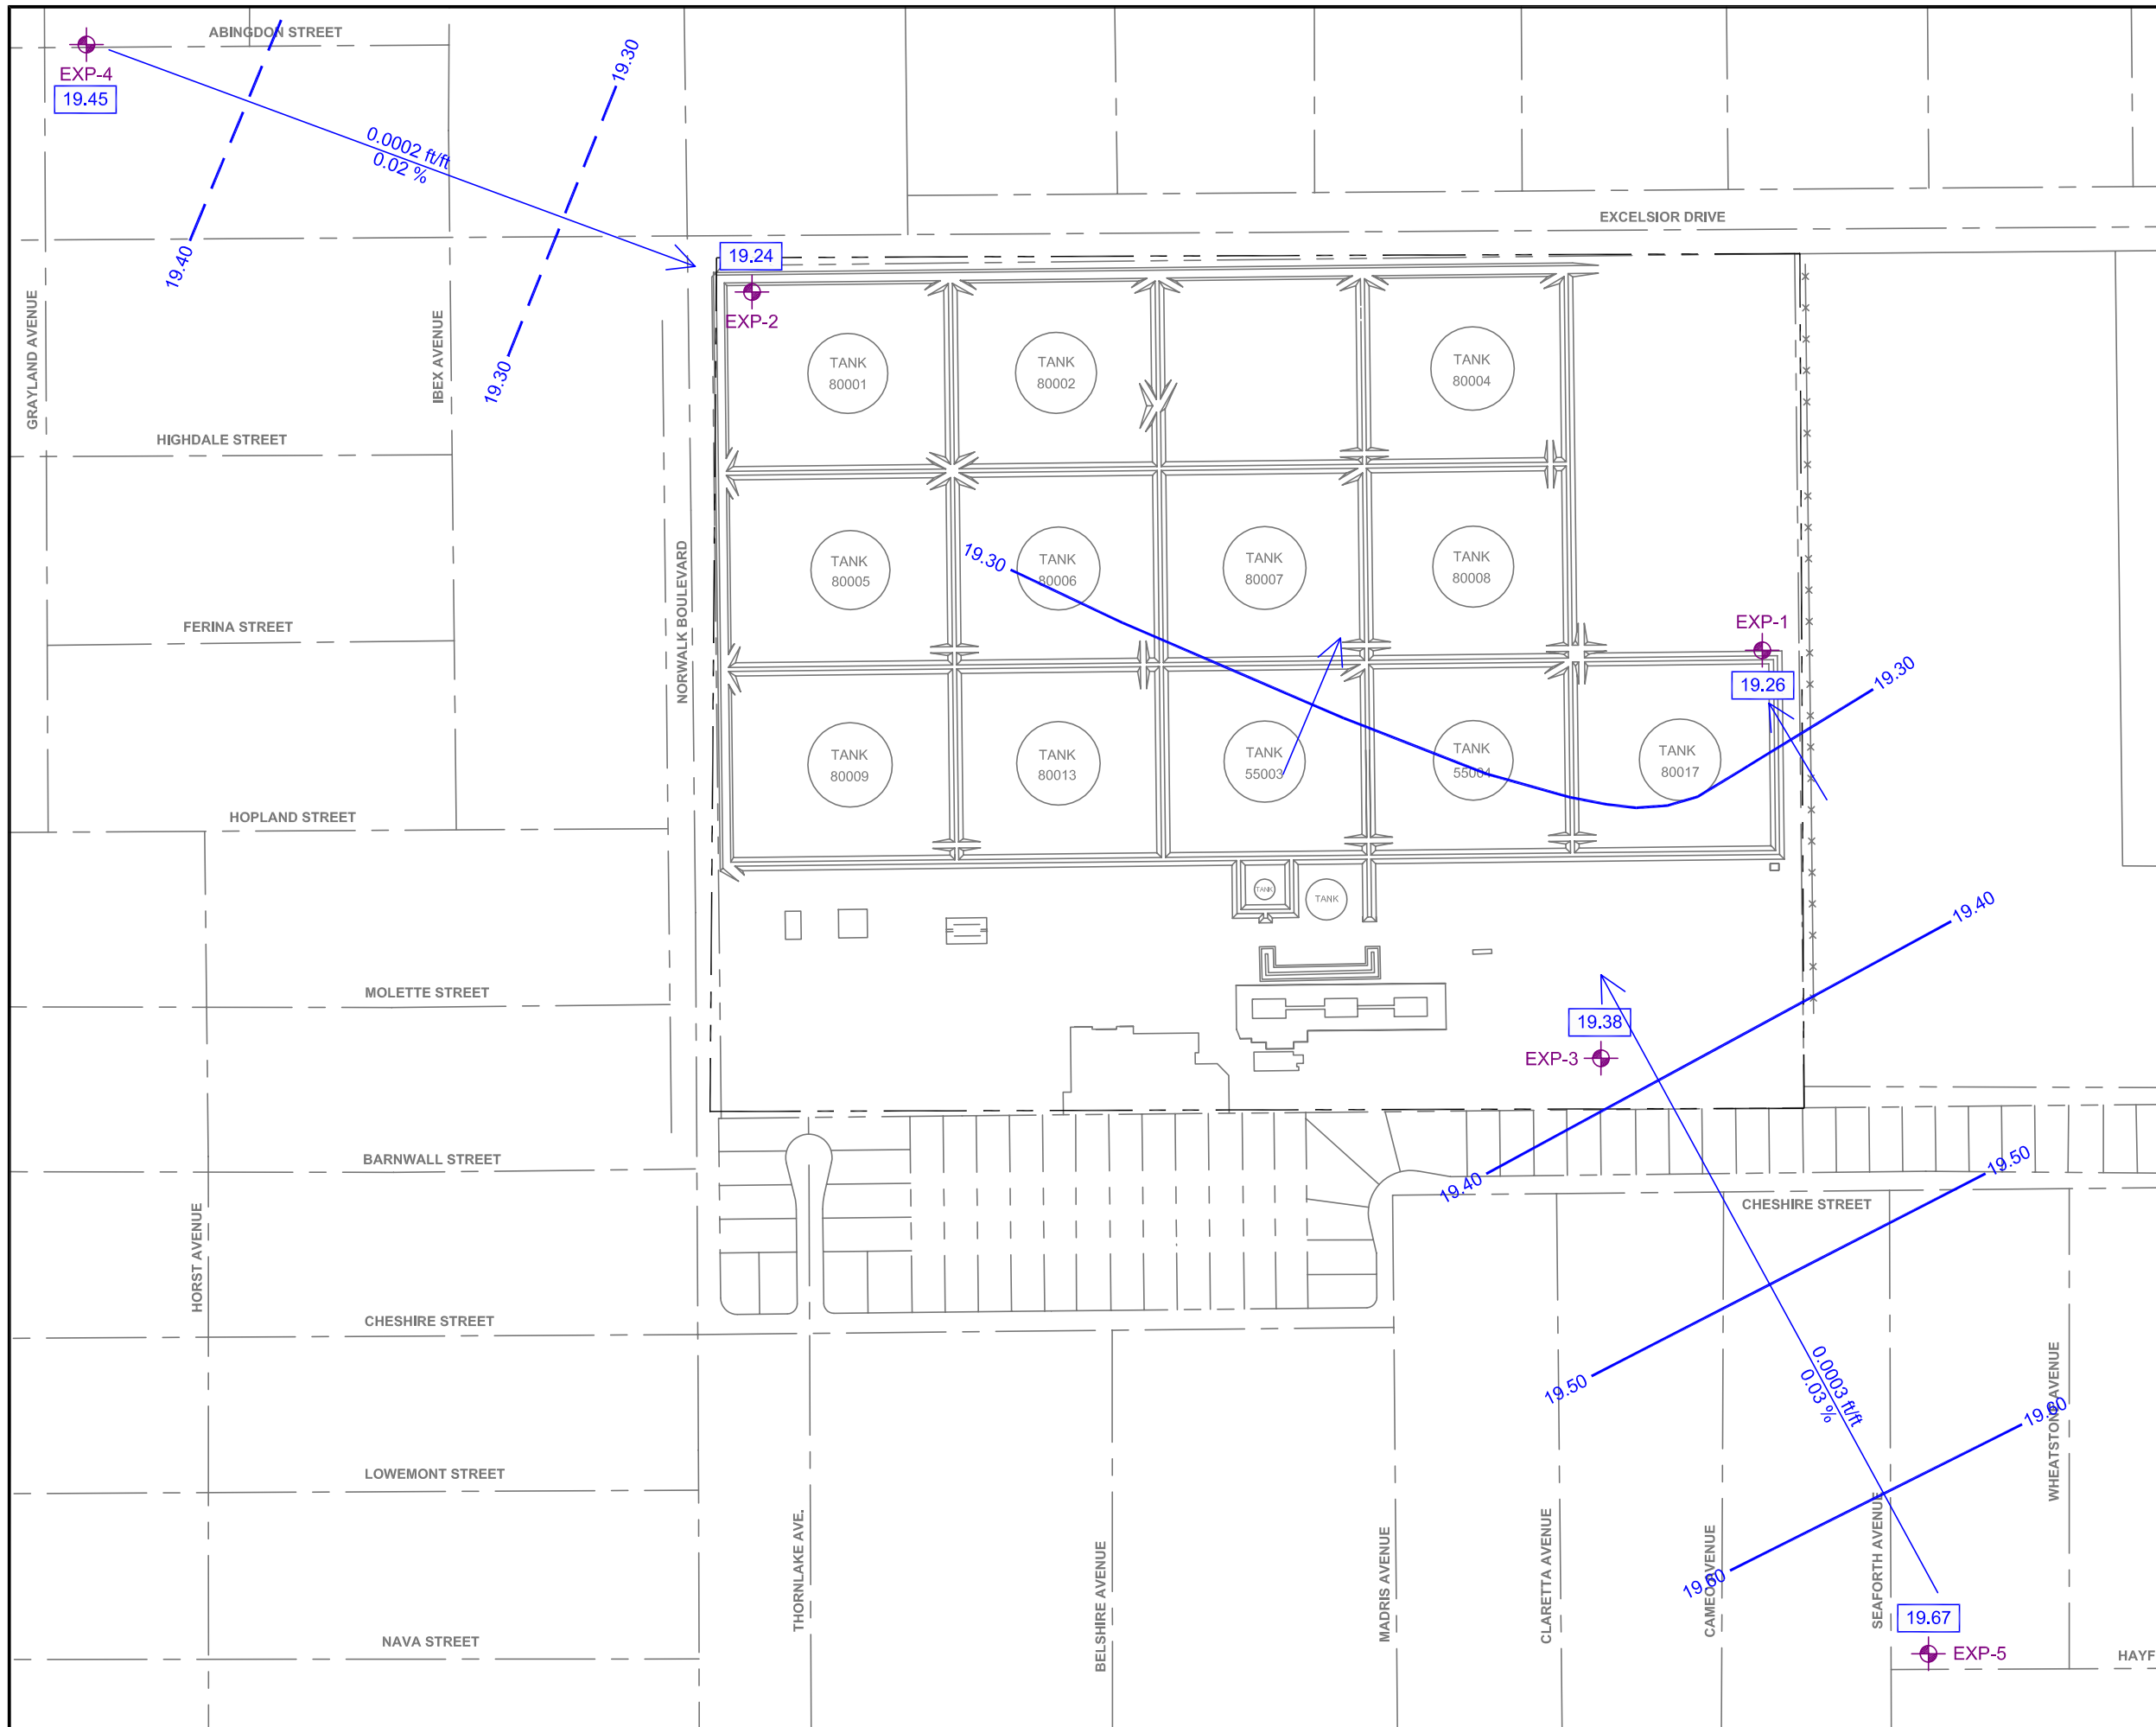 ABINGDON STREET
EXP-4
19.45
19.30
0.0002 ft/ft
0.02 %
19.40
19.30
EXCELSIOR DRIVE
19.24
EXP-2
GRAYLAND AVENUE
IBEX AVENUE
HIGHDALE STREET
TANK
80001
TANK
80002
TANK
80004
NORWALK BOULEVARD
FERINA STREET
19.30
TANK
80005
TANK
80006
TANK
80007
TANK
80008
EXP-1
19.26
19.30
TANK
80009
TANK
80013
TANK
55003
TANK
55004
TANK
80017
HOPLAND STREET
TANK
TANK
19.40
MOLETTE STREET
19.38
EXP-3
BARNWALL STREET
19.40
19.50
CHESHIRE STREET
HORST AVENUE
CHESHIRE STREET
19.50
0.0003 ft/ft
0.03 %
19.60
WHEATSTONE AVENUE
LOWEMONT STREET
THORNLAKE AVE.
BELSHIRE AVENUE
MADRIS AVENUE
CLARETTA AVENUE
CAMEO AVENUE
SEAFORTH AVENUE
19.60
19.67
EXP-5
NAVA STREET
HAYF